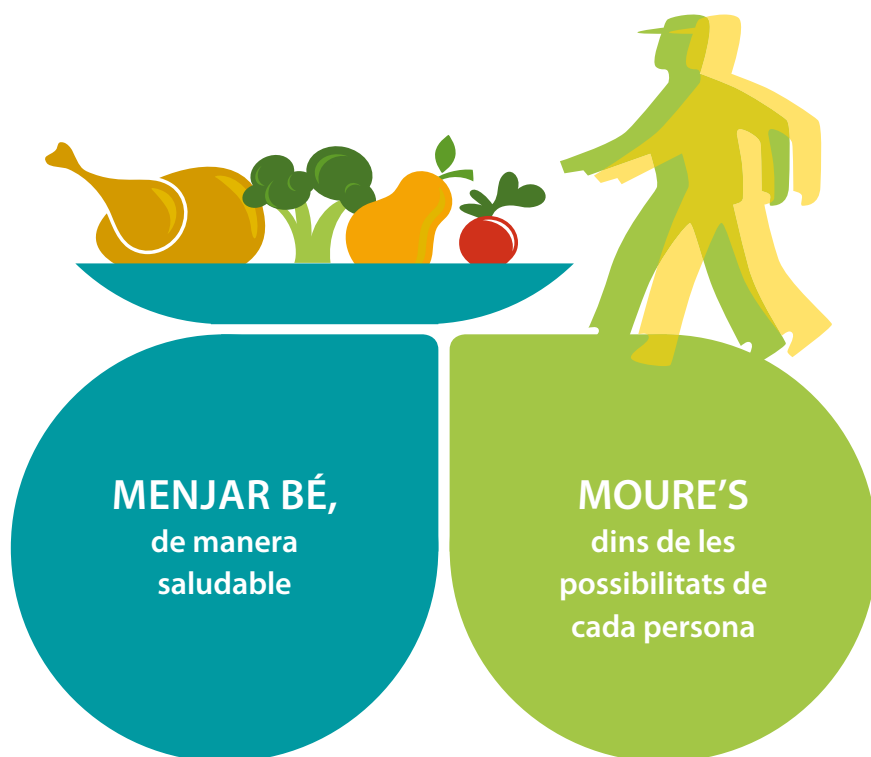 MENJAR BÉ,
de manera
saludable
MOURE’S
dins de les
possibilitats de
cada persona